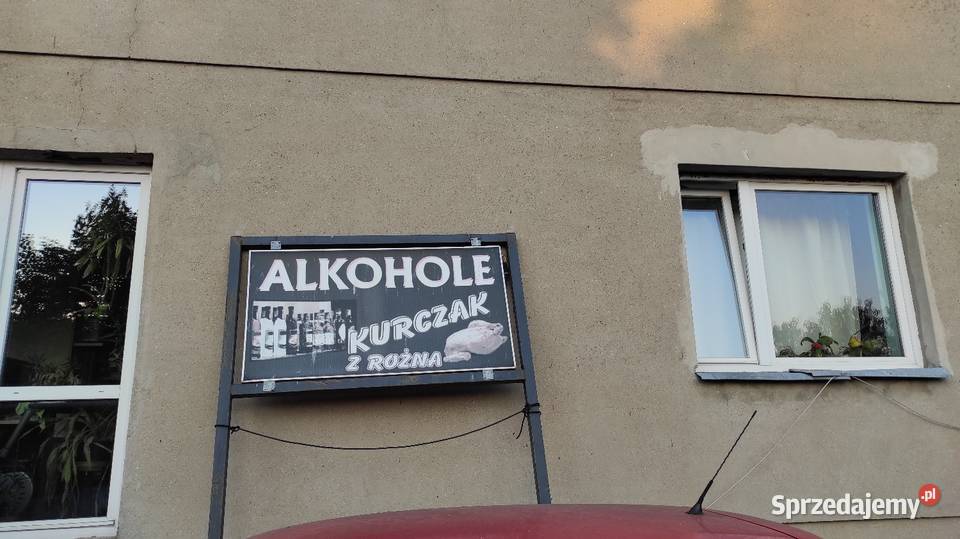 ALKOHOLE
KURCZAK
Z ROŻNA
Sprzedajemy.pl